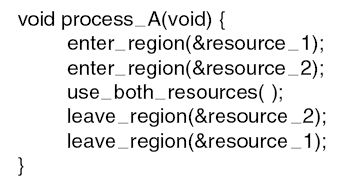 void process_A(void) {
enter_region(&resource_1);
enter_region(&resource_2);
use_both_resources( );
leave_region(&resource_2);
leave_region(&resource_1);
}